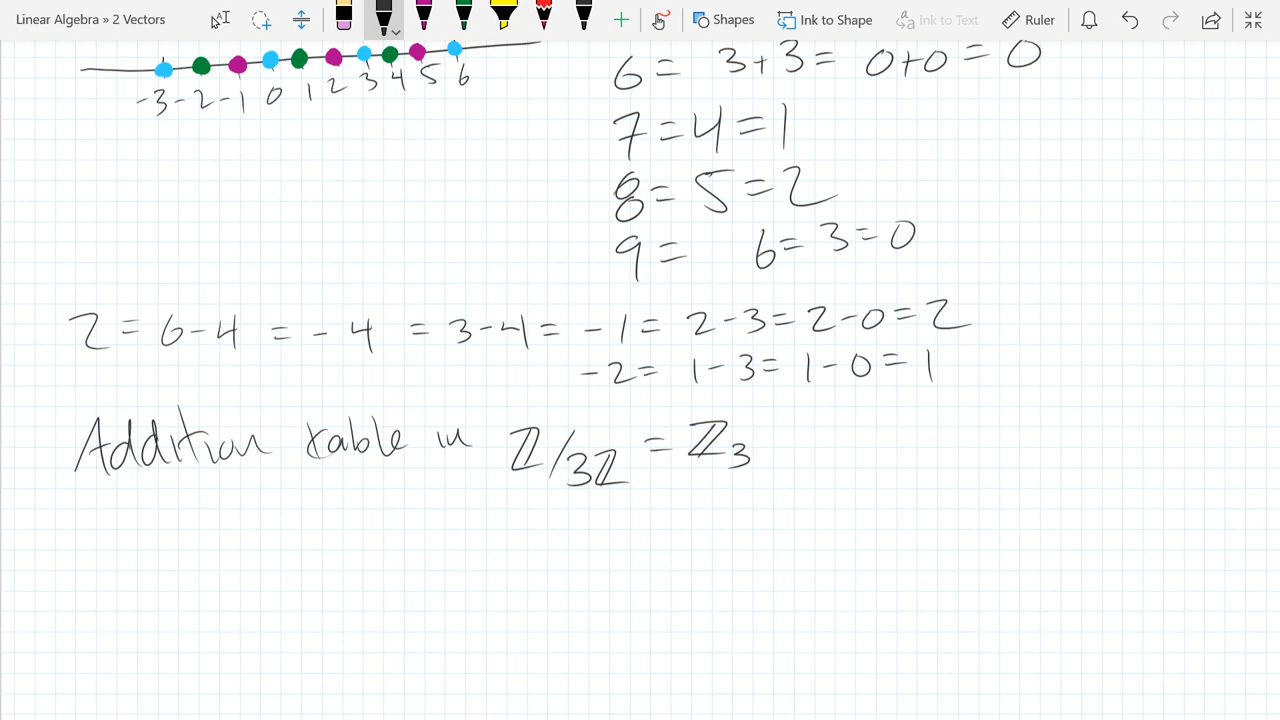 Linear Algebra » 2 Vectors
Shapes
Ink to Shape
Ink to Text
Ruler
-3 -2 -1 0 1 2 3 4 5 6
6 = 3+3 = 0+0 = 0
7 = 4 = 1
8 = 5 = 2
9 = 6 = 3 = 0
2 = 6-4 = -4 = 3-4 = -1 = 2-3 = 2-0 = 2
-2 = 1-3 = 1-0 = 1
Addition table in ℤ/3ℤ = ℤ₃